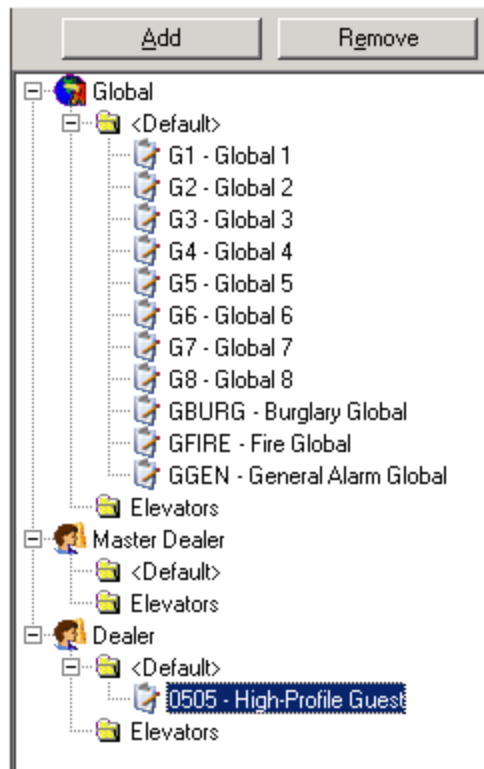 Add Remove
Global
<Default>
G1 - Global 1
G2 - Global 2
G3 - Global 3
G4 - Global 4
G5 - Global 5
G6 - Global 6
G7 - Global 7
G8 - Global 8
GBURG - Burglary Global
GFIRE - Fire Global
GGEN - General Alarm Global
Elevators
Master Dealer
<Default>
Elevators
Dealer
<Default>
0505 - High-Profile Guest
Elevators